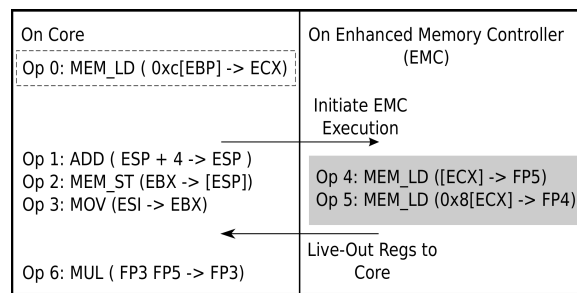 On Core
Op 0: MEM_LD ( 0xc[EBP] -> ECX)
On Enhanced Memory Controller
(EMC)
Initiate EMC
Execution
Op 1: ADD ( ESP + 4 -> ESP )
Op 2: MEM_ST (EBX -> [ESP])
Op 3: MOV (ESI -> EBX)
Op 4: MEM_LD ([ECX] -> FP5)
Op 5: MEM_LD (0x8[ECX] -> FP4)
Live-Out Regs to
Core
Op 6: MUL ( FP3 FP5 -> FP3)